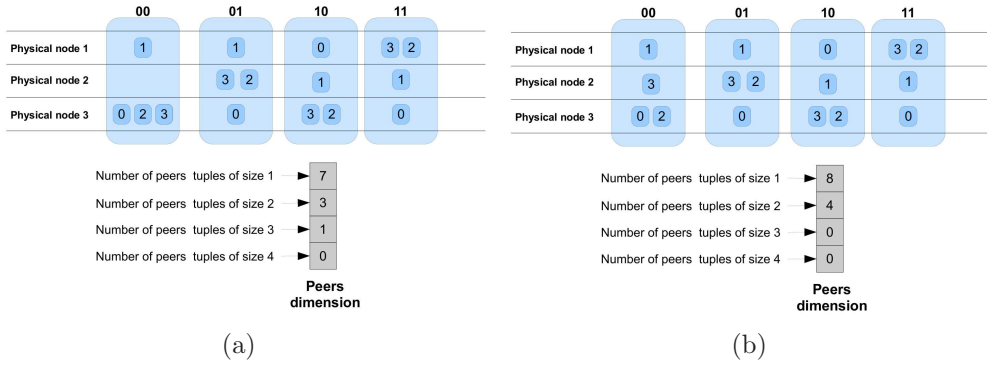 00 01 10 11
Physical node 1 1 1 0 3 2
Physical node 2 3 2 1 1
Physical node 3 0 2 3 0 3 2 0
Number of peers tuples of size 1 7
Number of peers tuples of size 2 3
Number of peers tuples of size 3 1
Number of peers tuples of size 4 0
Peers
dimension
(a)
00 01 10 11
Physical node 1 1 1 0 3 2
Physical node 2 3 3 2 1 1
Physical node 3 0 2 0 3 2 0
Number of peers tuples of size 1 8
Number of peers tuples of size 2 4
Number of peers tuples of size 3 0
Number of peers tuples of size 4 0
Peers
dimension
(b)